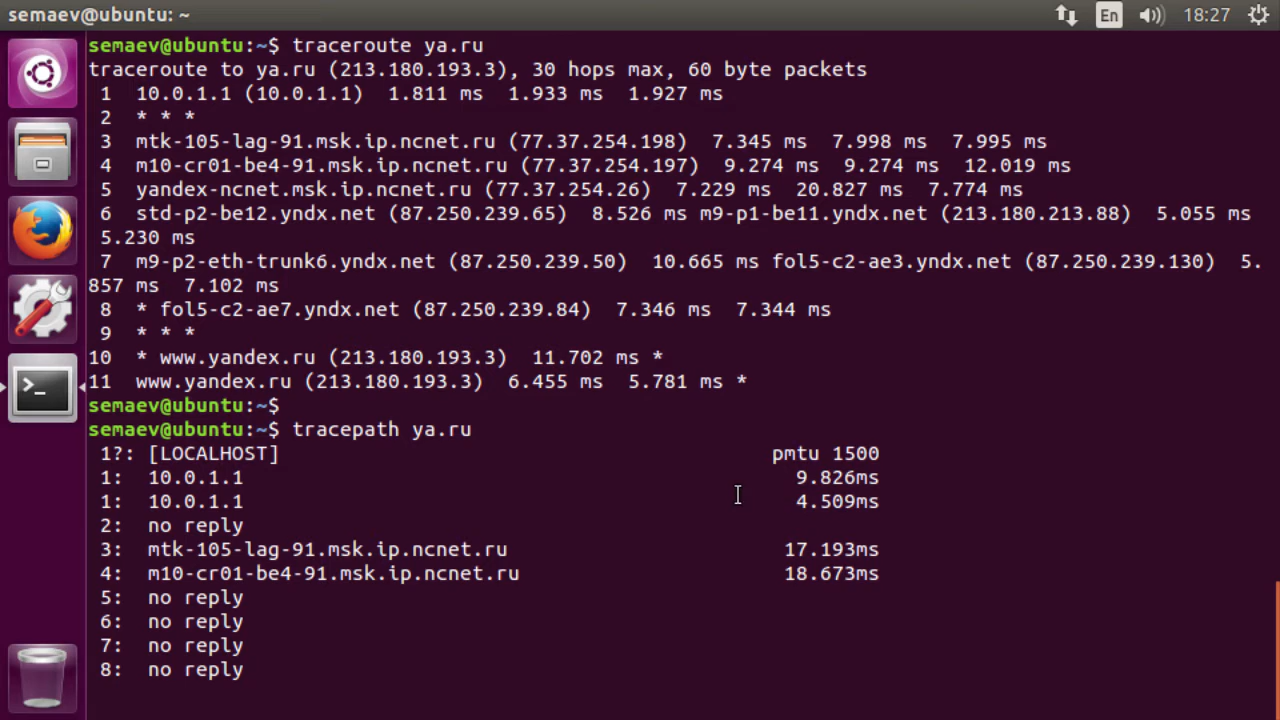 semaev@ubuntu: ~
En
18:27
semaev@ubuntu:~$ traceroute ya.ru
traceroute to ya.ru (213.180.193.3), 30 hops max, 60 byte packets
1  10.0.1.1 (10.0.1.1)  1.811 ms  1.933 ms  1.927 ms
2  * * *
3  mtk-105-lag-91.msk.ip.ncnet.ru (77.37.254.198)  7.345 ms  7.998 ms  7.995 ms
4  m10-cr01-be4-91.msk.ip.ncnet.ru (77.37.254.197)  9.274 ms  9.274 ms  12.019 ms
5  yandex-ncnet.msk.ip.ncnet.ru (77.37.254.26)  7.229 ms  20.827 ms  7.774 ms
6  std-p2-be12.yndx.net (87.250.239.65)  8.526 ms m9-p1-be11.yndx.net (213.180.213.88)  5.055 ms
5.230 ms
7  m9-p2-eth-trunk6.yndx.net (87.250.239.50)  10.665 ms fol5-c2-ae3.yndx.net (87.250.239.130)  5.
857 ms  7.102 ms
8  * fol5-c2-ae7.yndx.net (87.250.239.84)  7.346 ms  7.344 ms
9  * * *
10  * www.yandex.ru (213.180.193.3)  11.702 ms *
11  www.yandex.ru (213.180.193.3)  6.455 ms  5.781 ms *
semaev@ubuntu:~$
semaev@ubuntu:~$ tracepath ya.ru
1?: [LOCALHOST]  pmtu 1500
1:  10.0.1.1  9.826ms
1:  10.0.1.1  4.509ms
2:  no reply
3:  mtk-105-lag-91.msk.ip.ncnet.ru  17.193ms
4:  m10-cr01-be4-91.msk.ip.ncnet.ru  18.673ms
5:  no reply
6:  no reply
7:  no reply
8:  no reply